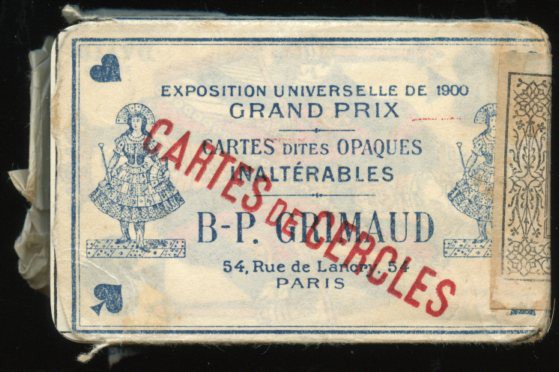 EXPOSITION UNIVERSELLE DE 1900
GRAND PRIX
CARTES DITES OPAQUES
INALTÉRABLES
B-P. GRIMAUD
54, Rue de Lancry, 54
PARIS
CARTES DE CERCLES